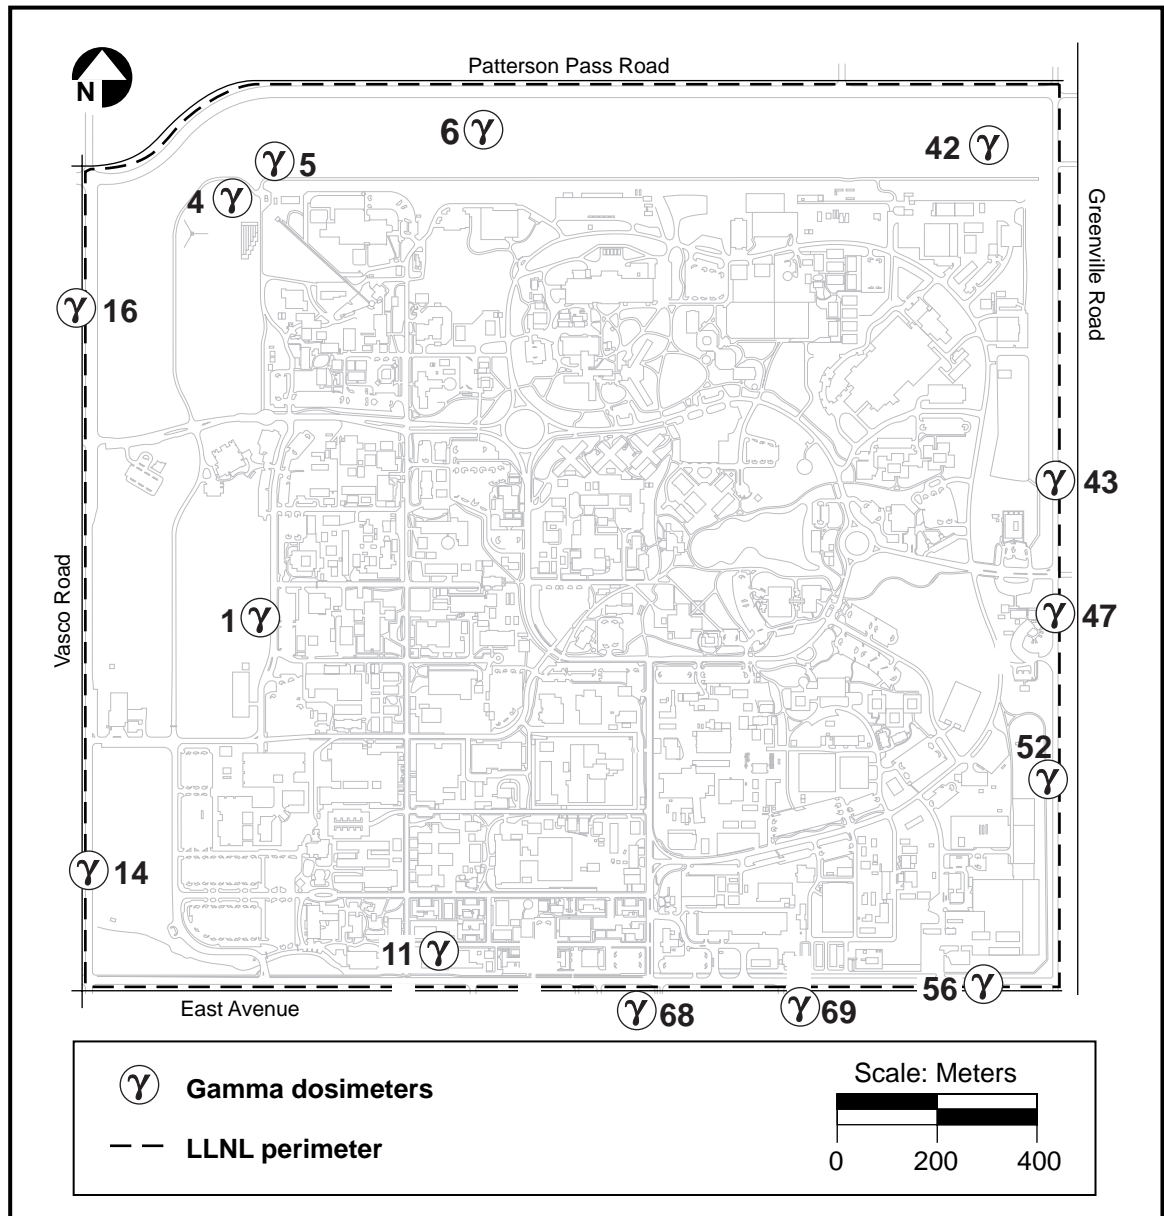 N
Patterson Pass Road
6 γ
42 γ
γ 5
4 γ
Greenville Road
γ 16
γ 43
Vasco Road
1 γ
γ 47
52
γ
γ 14
11 γ
56 γ
East Avenue
γ 68
γ 69
γ Gamma dosimeters
LLNL perimeter
Scale: Meters
0 200 400